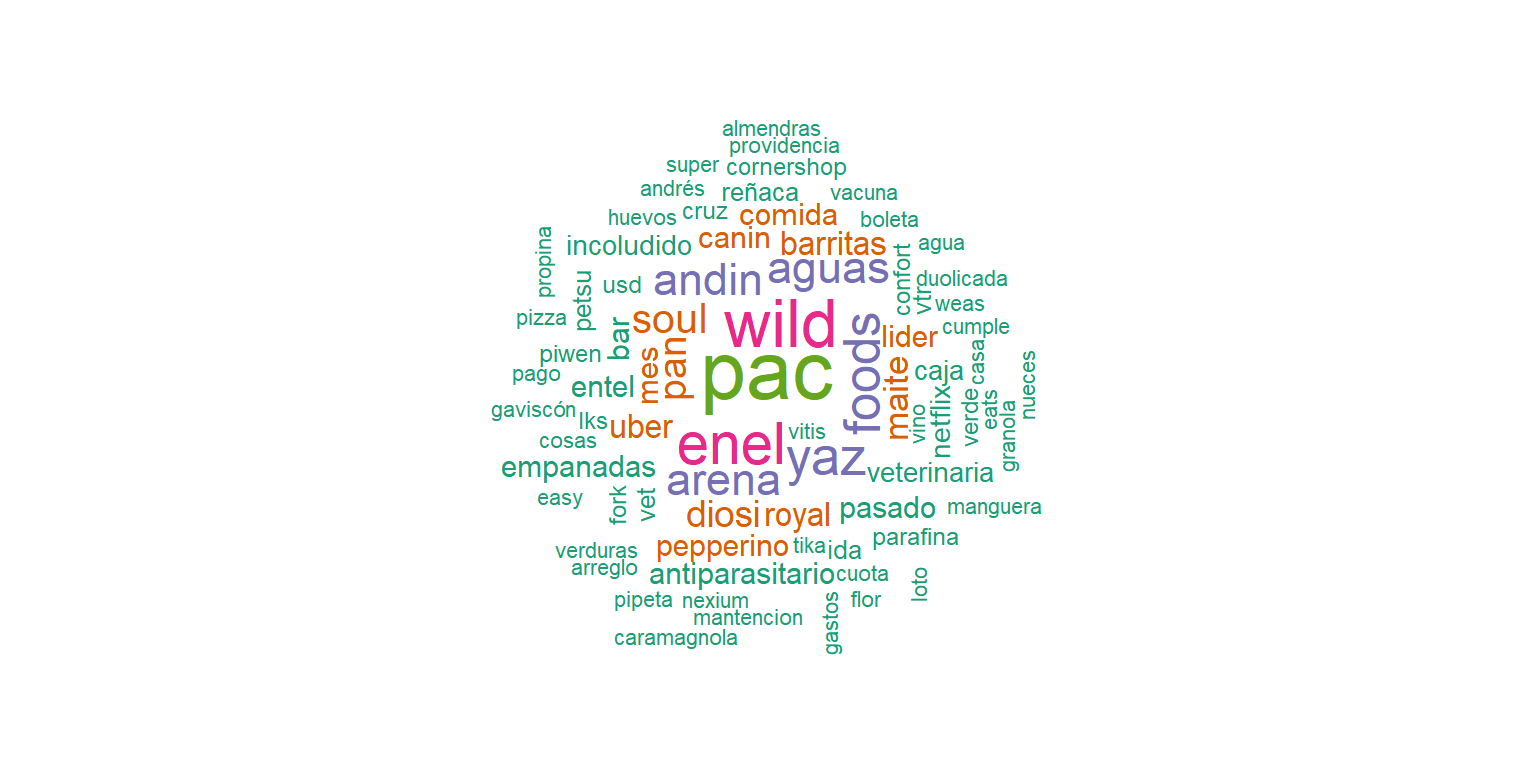 almendras
providencia
super
cornershop
andrés
reñaca
vacuna
huevos
cruz
comida
boleta
propina
incoludido
canin
barritas
confort
agua
petsu
usd
andin
aguas
vtr
duolicada
pizza
bar
soul
wild
foods
lider
weas
cumple
piwen
mes
pan
pac
maite
caja
casa
nueces
pago
entel
netflix
verde
eats
gaviscón
lks
uber
enel
vitis
vino
granola
cosas
yaz
empanadas
arena
veterinaria
easy
fork
vet
diosi
royal
pasado
manguera
verduras
pepperino
tika
ida
parafina
arreglo
antiparasitario
cuota
loto
pipeta
nexium
flor
mantencion
gastos
caramagnola